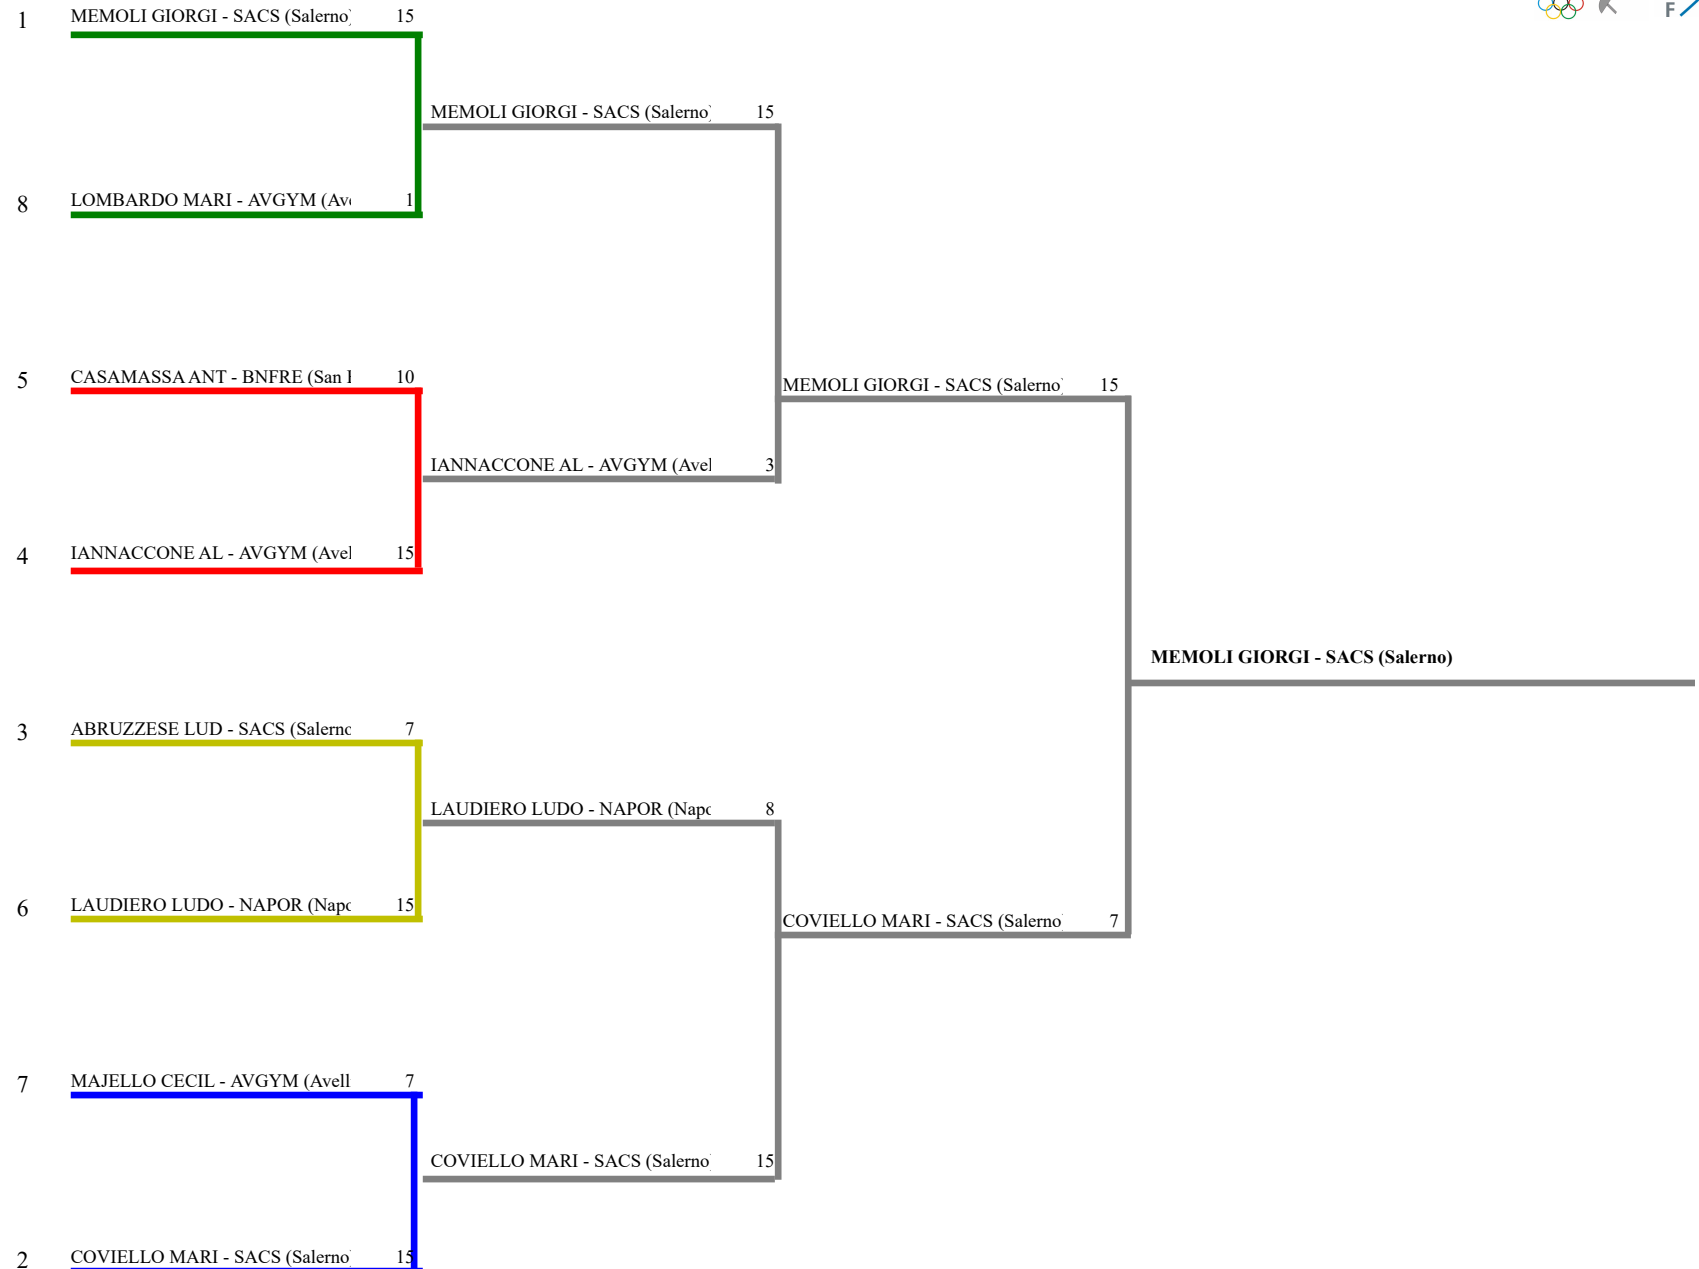 F
1 MEMOLI GIORGI - SACS (Salerno) 15
MEMOLI GIORGI - SACS (Salerno) 15
8 LOMBARDO MARI - AVGYM (Av 1
5 CASAMASSA ANT - BNFRE (San 10
MEMOLI GIORGI - SACS (Salerno) 15
IANNACCONE AL - AVGYM (Avel 3
4 IANNACCONE AL - AVGYM (Avel 15
MEMOLI GIORGI - SACS (Salerno)
3 ABRUZZESE LUD - SACS (Salerno 7
LAUDIERO LUDO - NAPOR (Napo 8
6 LAUDIERO LUDO - NAPOR (Napo 15
COVIELLO MARI - SACS (Salerno) 7
7 MAJELLO CECIL - AVGYM (Avell 7
COVIELLO MARI - SACS (Salerno) 15
2 COVIELLO MARI - SACS (Salerno) 15